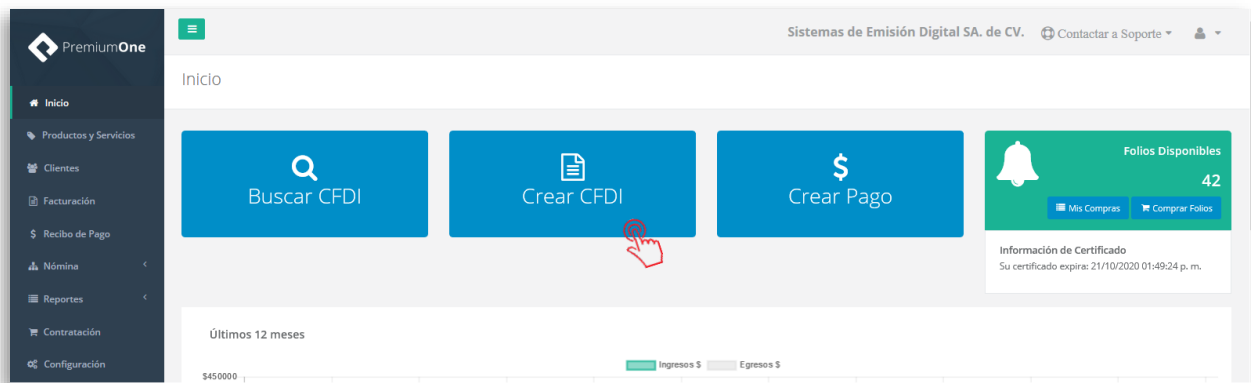 PremiumOne
Sistemas de Emisión Digital SA. de CV.
Contactar a Soporte
Inicio
Inicio
Productos y Servicios
Clientes
Facturación
$ Recibo de Pago
Nómina
Reportes
Contratación
Configuración
Buscar CFDI
Crear CFDI
$
Crear Pago
Folios Disponibles
42
Mis Compras
Comprar Folios
Información de Certificado
Su certificado expira: 21/10/2020 01:49:24 p. m.
Últimos 12 meses
Ingresos $
Egresos $
$450000